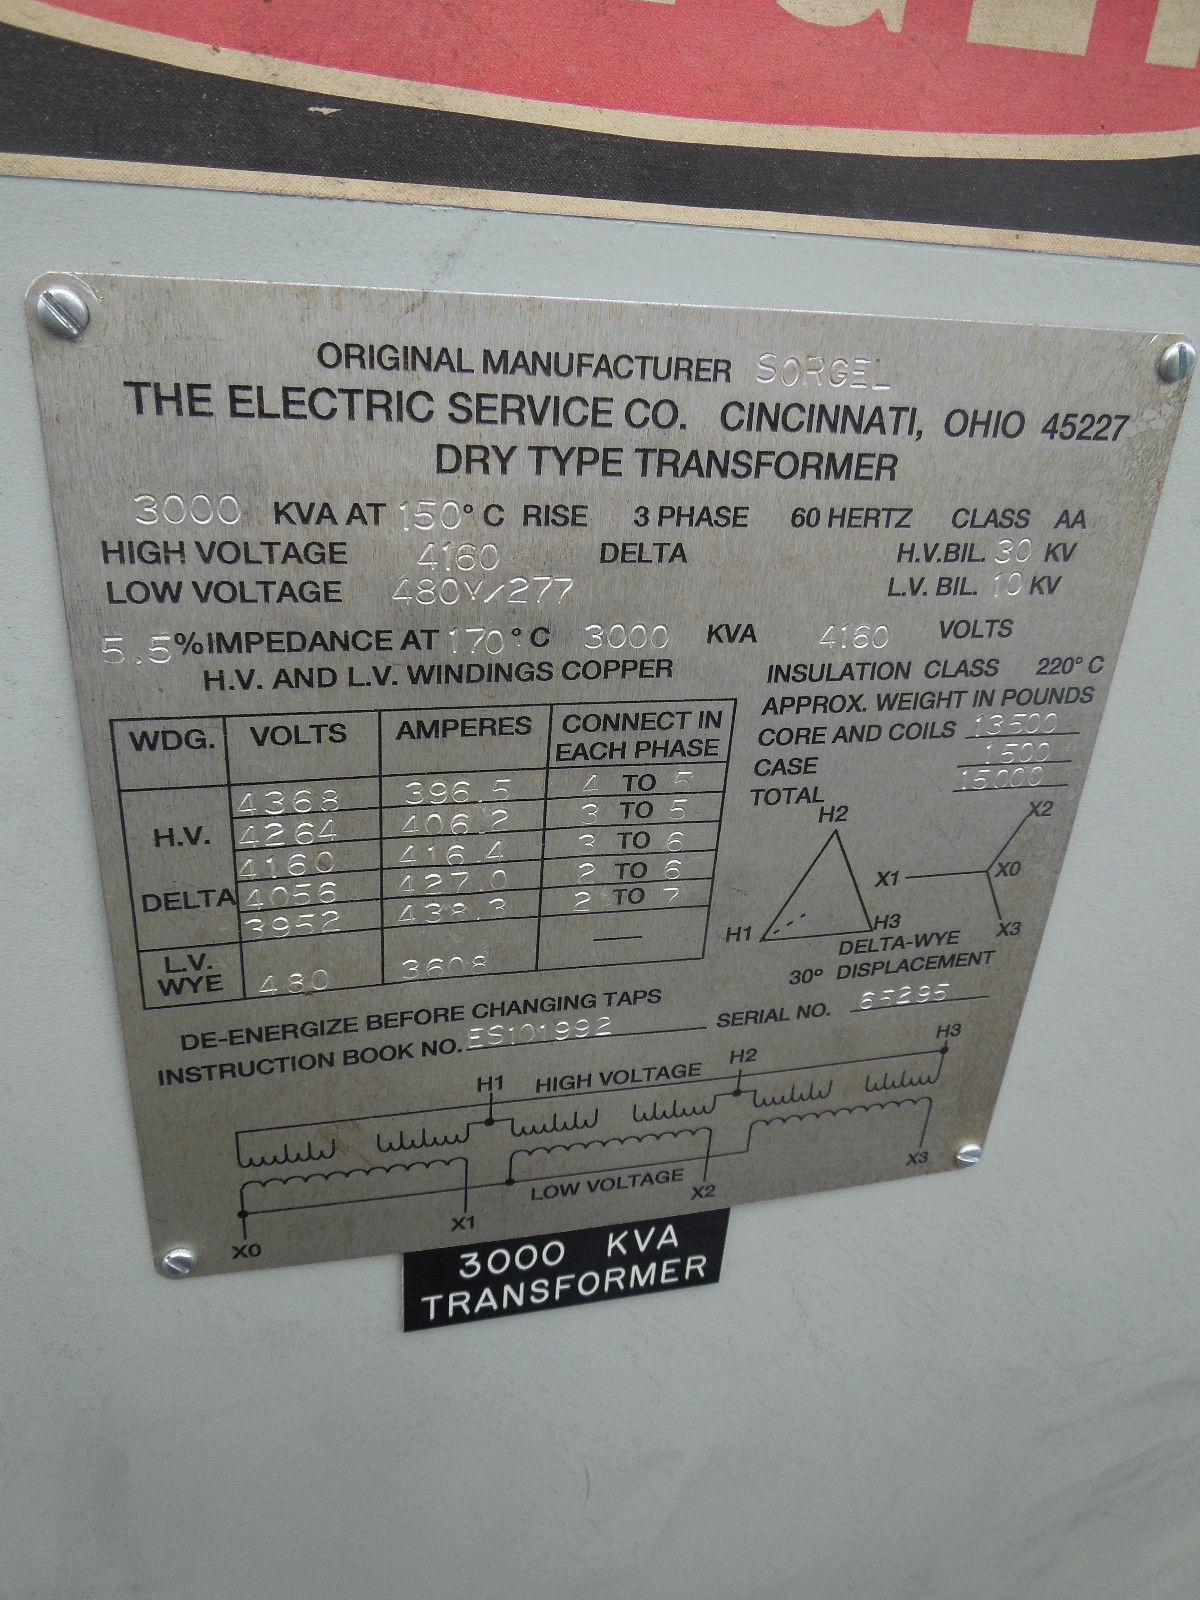 ORIGINAL MANUFACTURER SORGEL
THE ELECTRIC SERVICE CO. CINCINNATI, OHIO 45227
DRY TYPE TRANSFORMER
3000 KVA AT 150°C RISE 3 PHASE 60 HERTZ CLASS AA
HIGH VOLTAGE 4160 DELTA H.V.BIL. 30 KV
LOW VOLTAGE 480Y/277 L.V. BIL. 10 KV
5.5 % IMPEDANCE AT 170°C 3000 KVA 4160 VOLTS
H.V. AND L.V. WINDINGS COPPER
INSULATION CLASS 220°C
APPROX. WEIGHT IN POUNDS
CORE AND COILS 13500
CASE 1500
TOTAL 15000
WDG. VOLTS AMPERES CONNECT IN EACH PHASE
H.V. DELTA
4368 396.5 4 TO 5
4264 406.2 3 TO 5
4160 416.4 3 TO 6
4056 427.0 2 TO 6
3952 438.3 2 TO 7
L.V. WYE 480 3608 —
H2
H1
H3
X2
X1
X0
X3
DELTA-WYE
30° DISPLACEMENT
DE-ENERGIZE BEFORE CHANGING TAPS
INSTRUCTION BOOK NO. ES101992 SERIAL NO. 65295
H1 HIGH VOLTAGE H2 H3
X0 X1 LOW VOLTAGE X2 X3
3000 KVA
TRANSFORMER